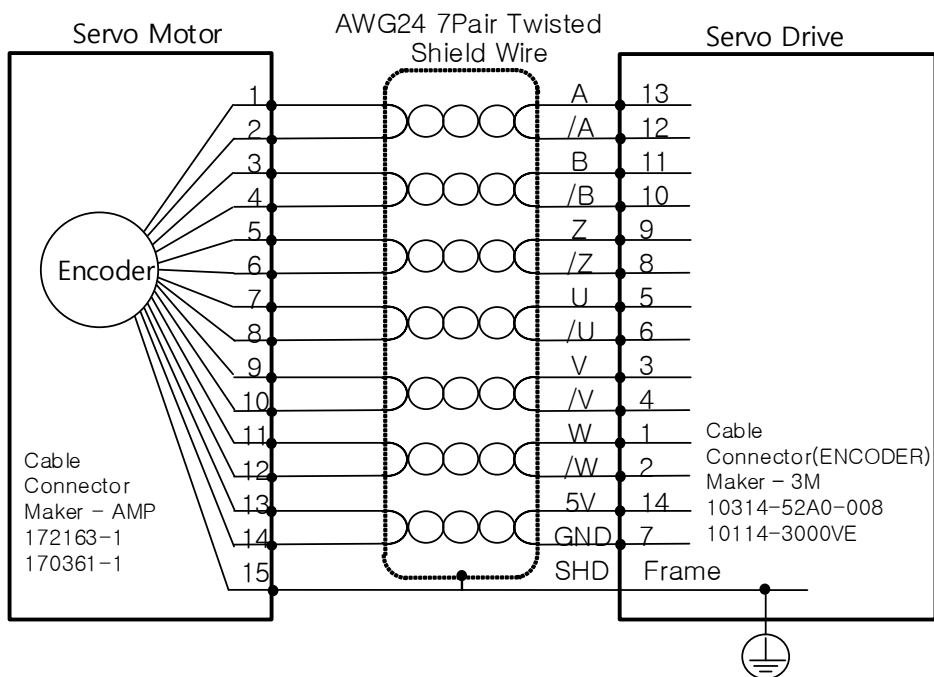 Servo Motor
AWG24 7Pair Twisted
Shield Wire
Servo Drive
1 A 13
2 /A 12
3 B 11
4 /B 10
5 Z 9
Encoder
6 /Z 8
7 U 5
8 /U 6
9 V 3
10 /V 4
11 W 1
12 /W 2
13 5V 14
14 GND 7
15 SHD Frame
Cable
Connector
Maker - AMP
172163-1
170361-1
Cable
Connector(ENCODER)
Maker - 3M
10314-52A0-008
10114-3000VE